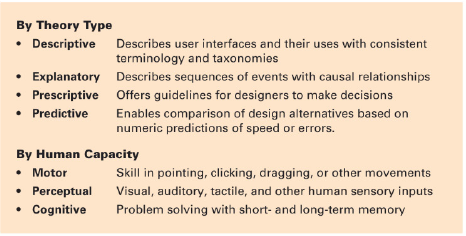 By Theory Type
• Descriptive Describes user interfaces and their uses with consistent
terminology and taxonomies
• Explanatory Describes sequences of events with causal relationships
• Prescriptive Offers guidelines for designers to make decisions
• Predictive Enables comparison of design alternatives based on
numeric predictions of speed or errors.
By Human Capacity
• Motor Skill in pointing, clicking, dragging, or other movements
• Perceptual Visual, auditory, tactile, and other human sensory inputs
• Cognitive Problem solving with short- and long-term memory